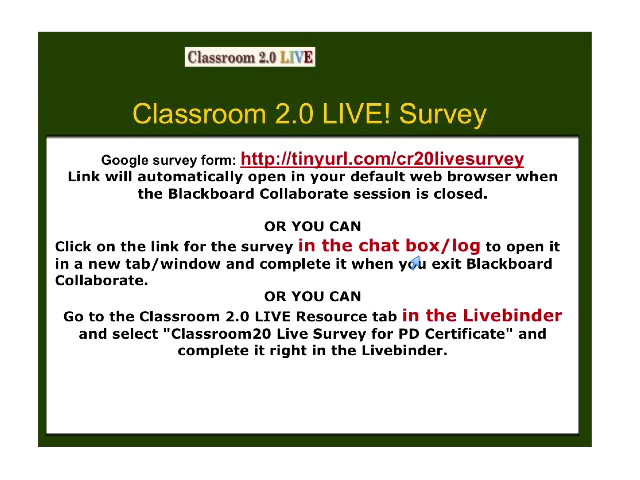 Classroom 2.0 LIVE
Classroom 2.0 LIVE! Survey
Google survey form: http://tinyurl.com/cr20livesurvey
Link will automatically open in your default web browser when
the Blackboard Collaborate session is closed.
OR YOU CAN
Click on the link for the survey in the chat box/log to open it
in a new tab/window and complete it when you exit Blackboard
Collaborate.
OR YOU CAN
Go to the Classroom 2.0 LIVE Resource tab in the Livebinder
and select "Classroom20 Live Survey for PD Certificate" and
complete it right in the Livebinder.